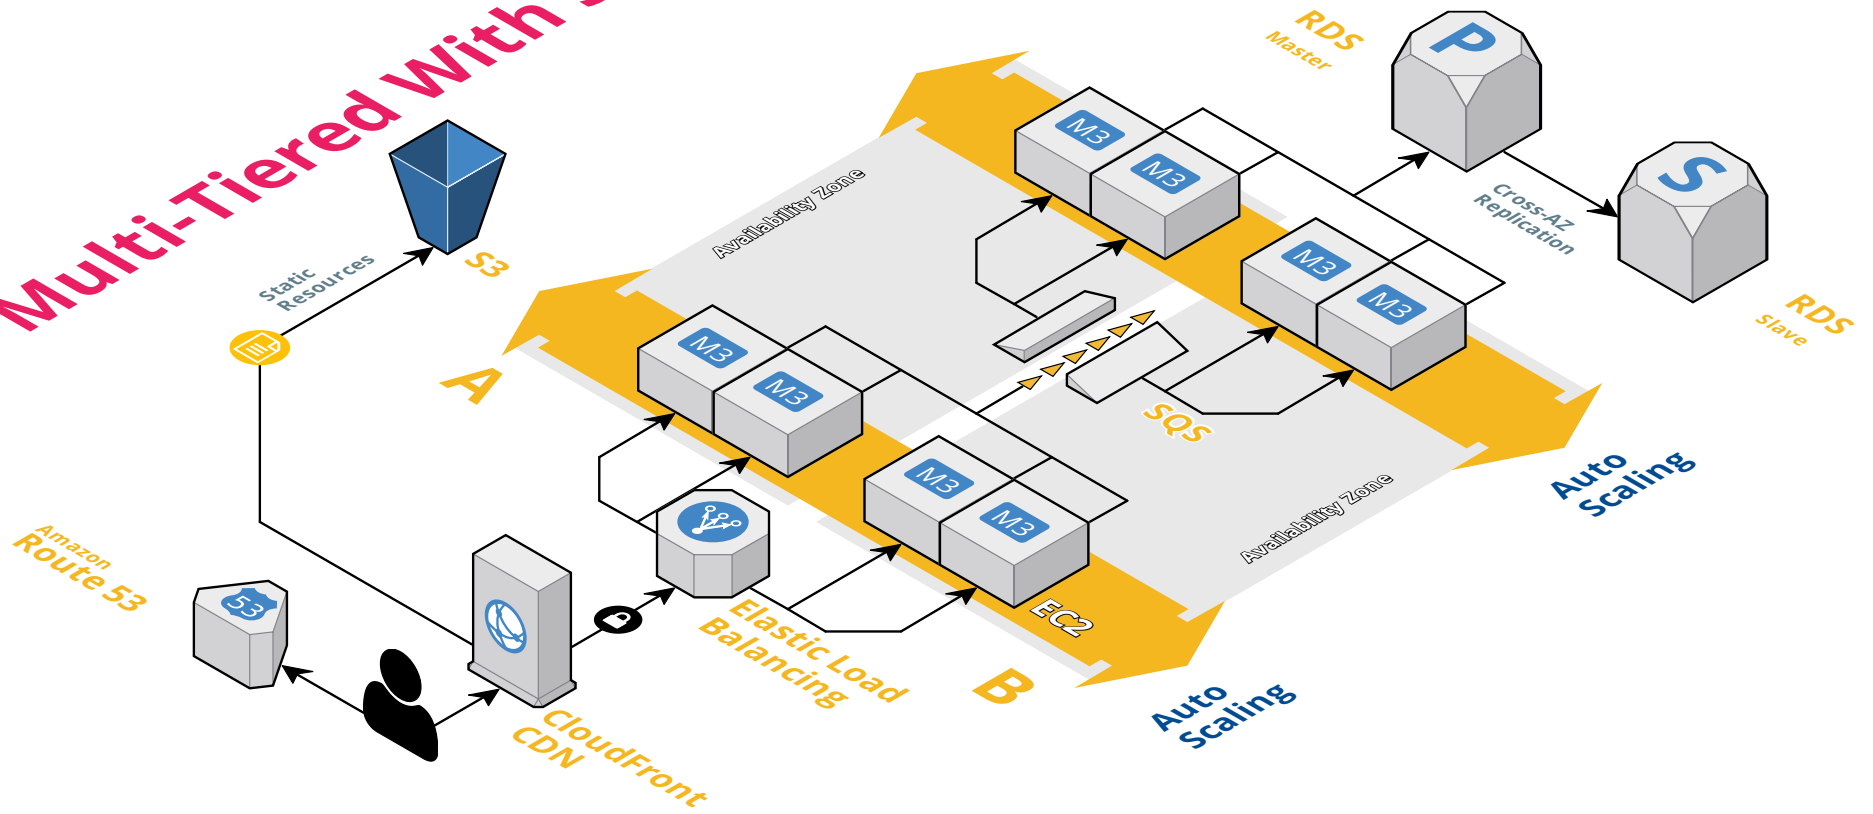 Multi-Tiered With
RDS
Master
P
S
RDS
Slave
Cross-AZ
Replication
M3
M3
M3
M3
Availability Zone
Static
Resources
S3
A
M3
M3
SQS
M3
M3
Availability Zone
Auto
Scaling
EC2
B
Auto
Scaling
Elastic Load
Balancing
Amazon
Route 53
53
CloudFront
CDN